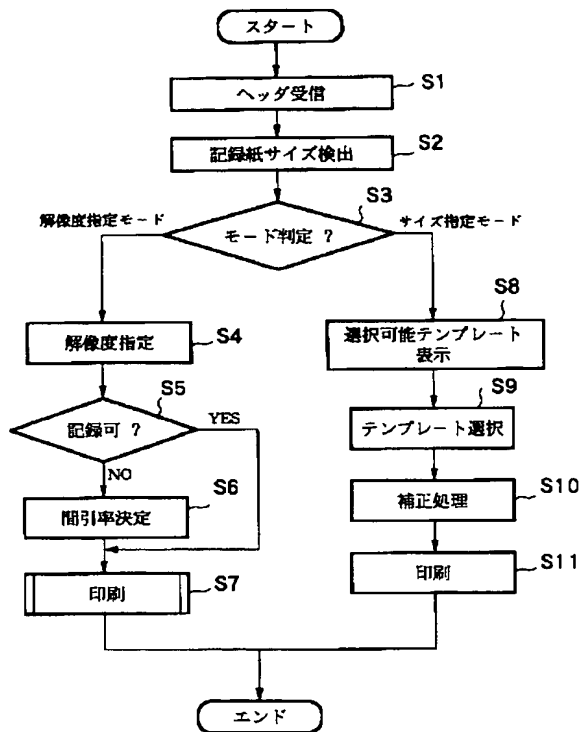 スタート
ヘッダ受信
S1
記録紙サイズ検出
S2
モード判定 ?
S3
解像度指定モード
サイズ指定モード
解像度指定
S4
記録可 ?
S5
YES
NO
間引率決定
S6
印刷
S7
選択可能テンプレート
表示
S8
テンプレート選択
S9
補正処理
S10
印刷
S11
エンド